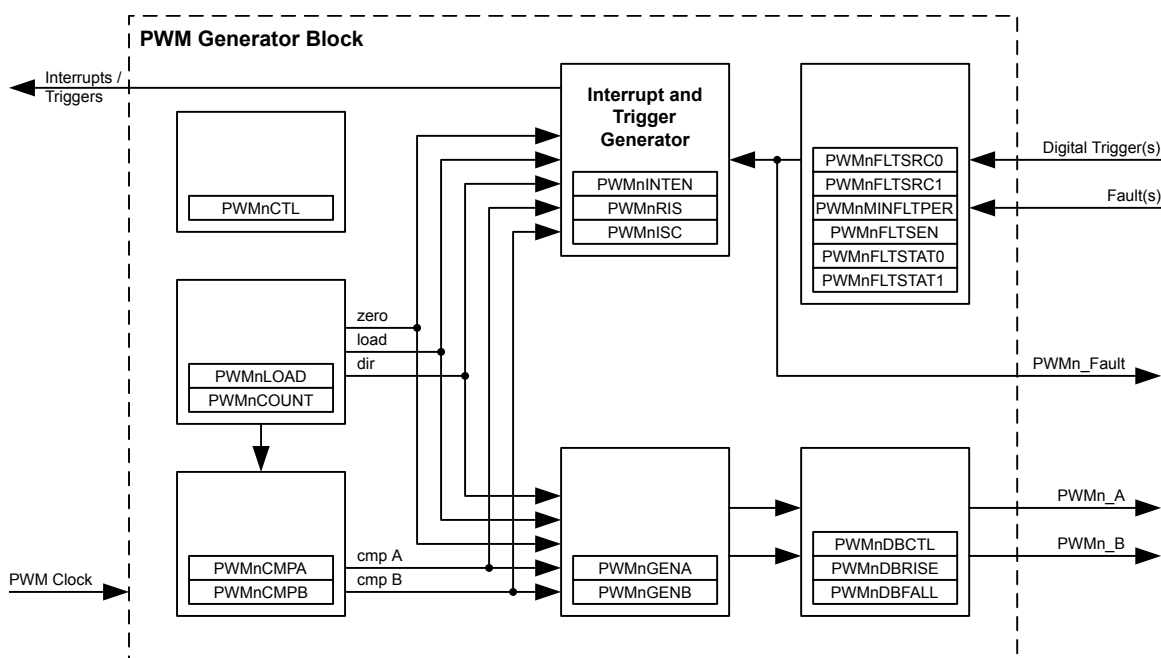 PWM Generator Block
Interrupts /
Triggers
Interrupt and
Trigger
Generator
PWMnINTEN
PWMnRIS
PWMnISC
PWMnCTL
PWMnFLTSRC0
PWMnFLTSRC1
PWMnMINFLTPER
PWMnFLTSEN
PWMnFLTSTAT0
PWMnFLTSTAT1
Digital Trigger(s)
Fault(s)
zero
load
dir
PWMnLOAD
PWMnCOUNT
PWMn_Fault
PWM Clock
PWMnCMPA
PWMnCMPB
cmp A
cmp B
PWMnGENA
PWMnGENB
PWMnDBCTL
PWMnDBRISE
PWMnDBFALL
PWMn_A
PWMn_B